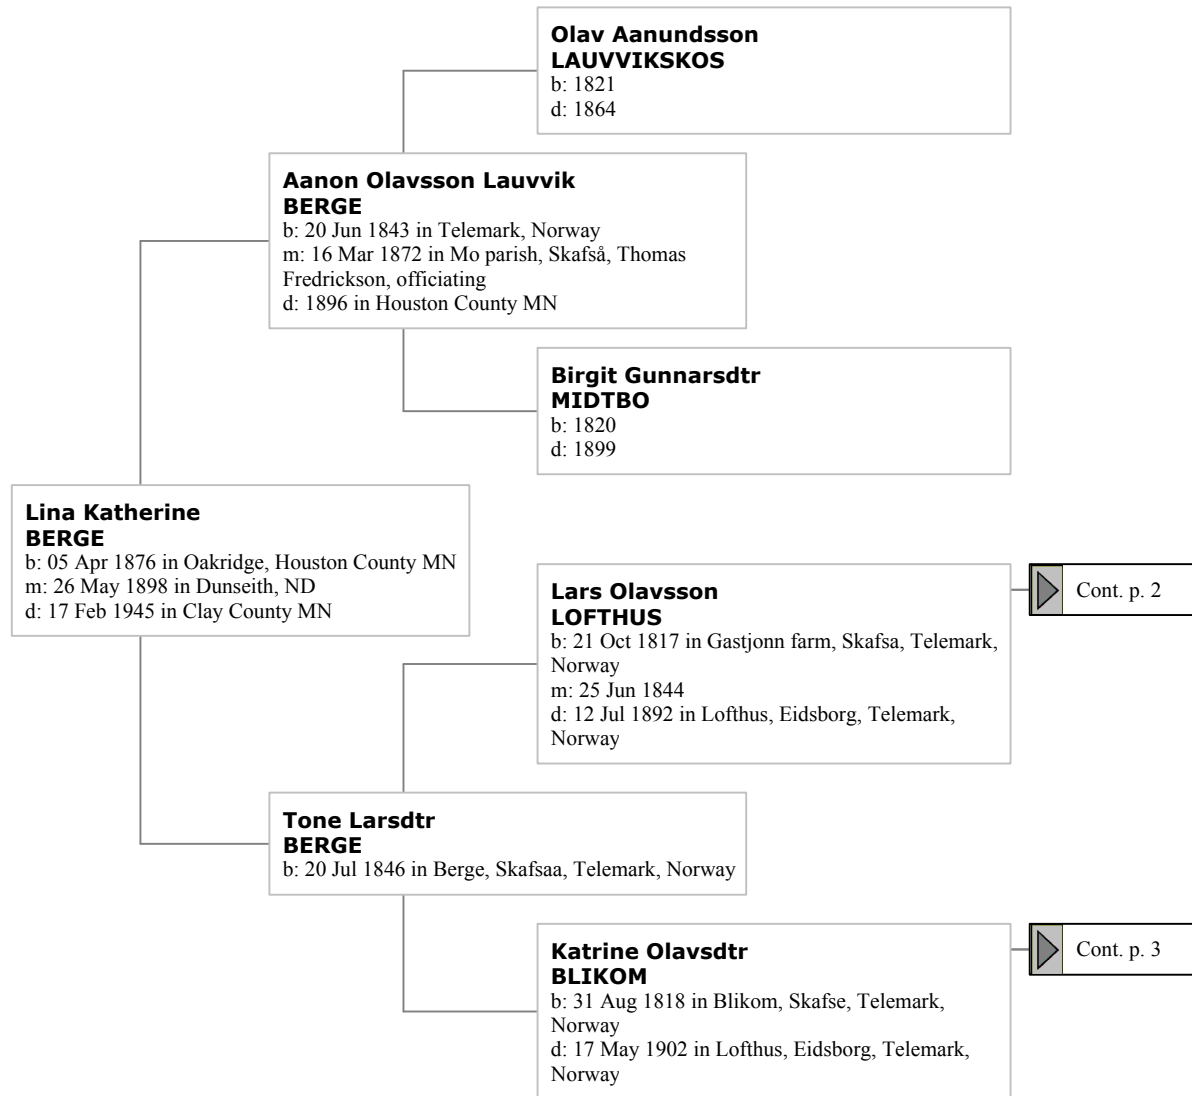 Olav Aanundsson
LAUVVIKSKOS
b: 1821
d: 1864
Aanon Olavsson Lauvvik
BERGE
b: 20 Jun 1843 in Telemark, Norway
m: 16 Mar 1872 in Mo parish, Skafså, Thomas
Fredrickson, officiating
d: 1896 in Houston County MN
Birgit Gunnarsdtr
MIDTBO
b: 1820
d: 1899
Lina Katherine
BERGE
b: 05 Apr 1876 in Oakridge, Houston County MN
m: 26 May 1898 in Dunseith, ND
d: 17 Feb 1945 in Clay County MN
Lars Olavsson
LOFTHUS
b: 21 Oct 1817 in Gastjonn farm, Skafsa, Telemark,
Norway
m: 25 Jun 1844
d: 12 Jul 1892 in Lofthus, Eidsborg, Telemark,
Norway
Cont. p. 2
Tone Larsdtr
BERGE
b: 20 Jul 1846 in Berge, Skafsaa, Telemark, Norway
Katrine Olavsdtr
BLIKOM
b: 31 Aug 1818 in Blikom, Skafse, Telemark,
Norway
d: 17 May 1902 in Lofthus, Eidsborg, Telemark,
Norway
Cont. p. 3